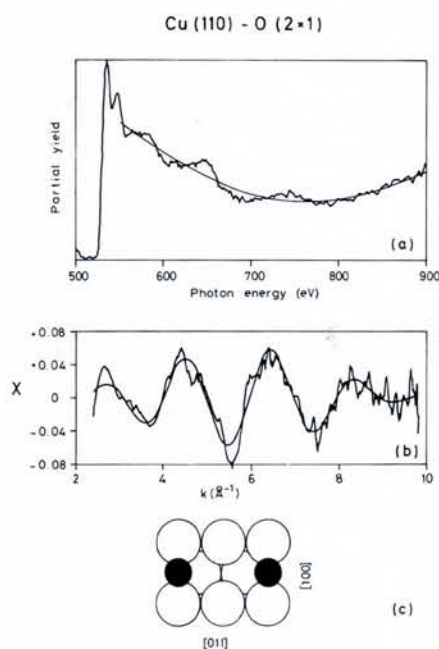 Cu (110) - O (2×1)
Partial yield
(a)
500 600 700 800 900
Photon energy (eV)
+0.08
+0.04
X
0
-0.04
-0.08
(b)
2 4 6 8 10
k (Å⁻¹)
[100]
(c)
[011]